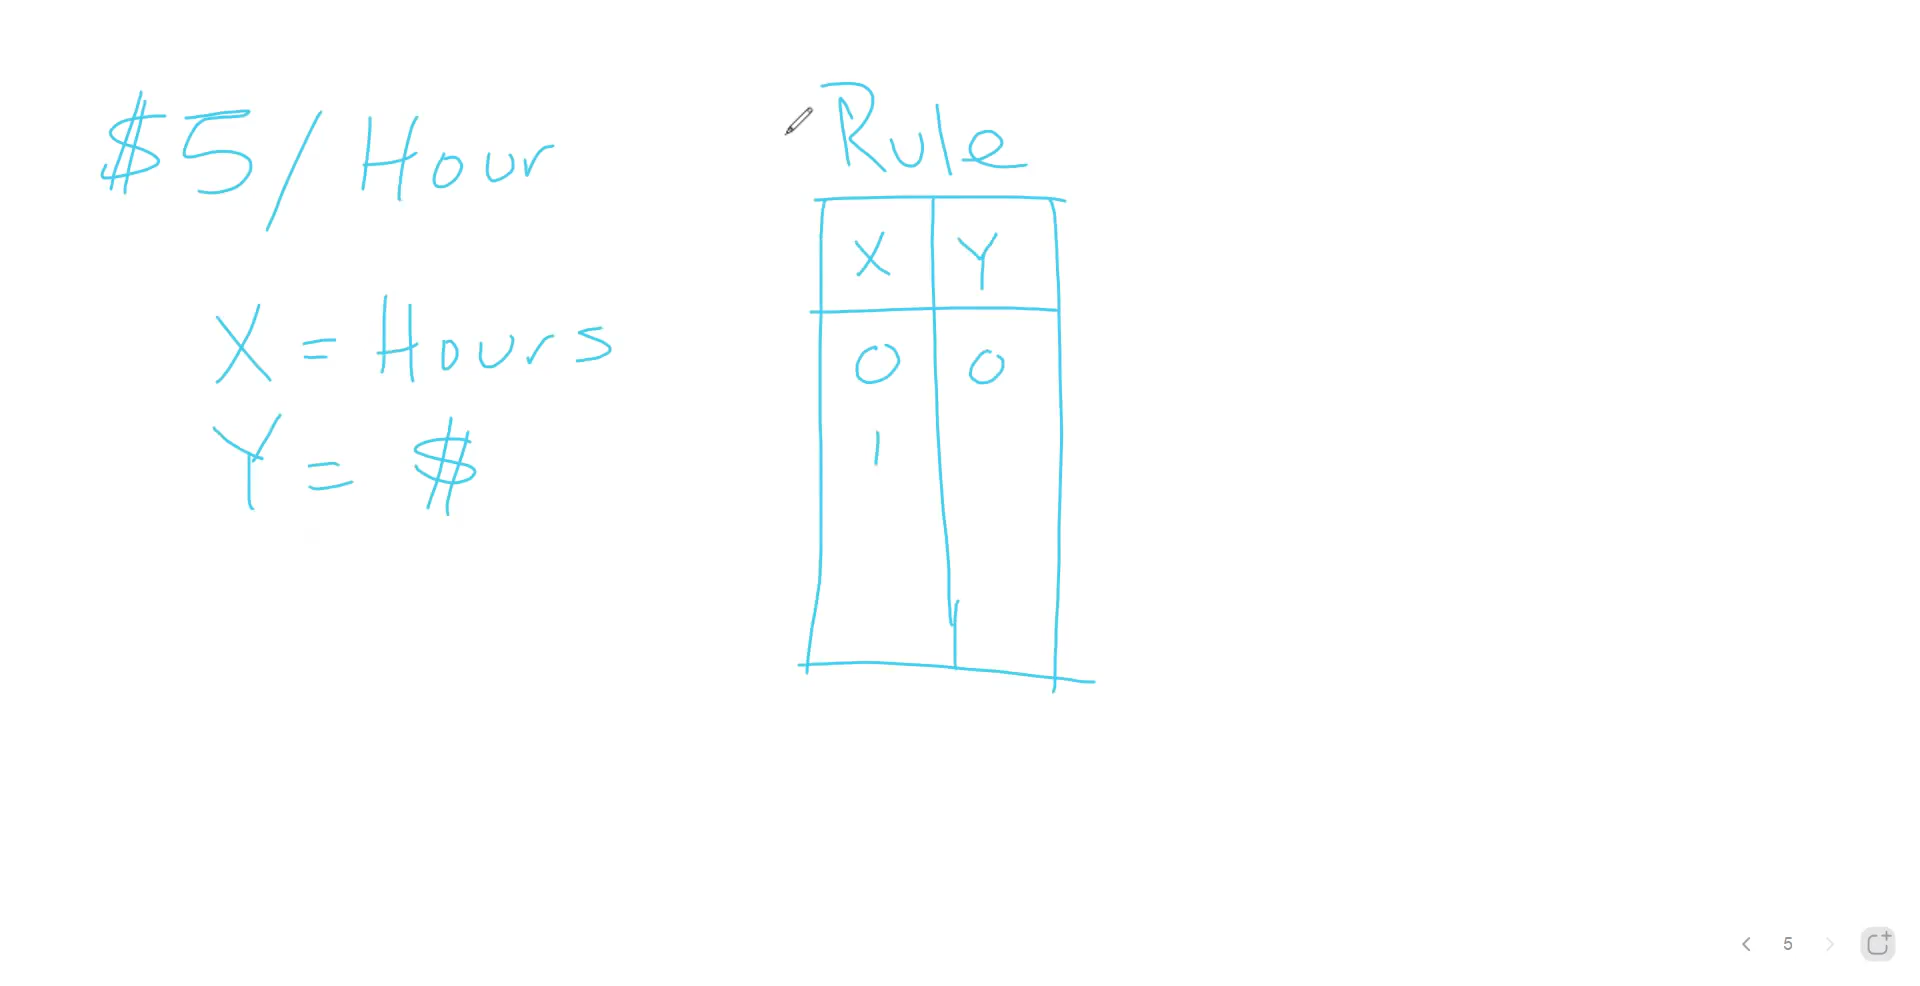 $5/Hour
X = Hours
Y = $
Rule
X Y
0 0
1
5